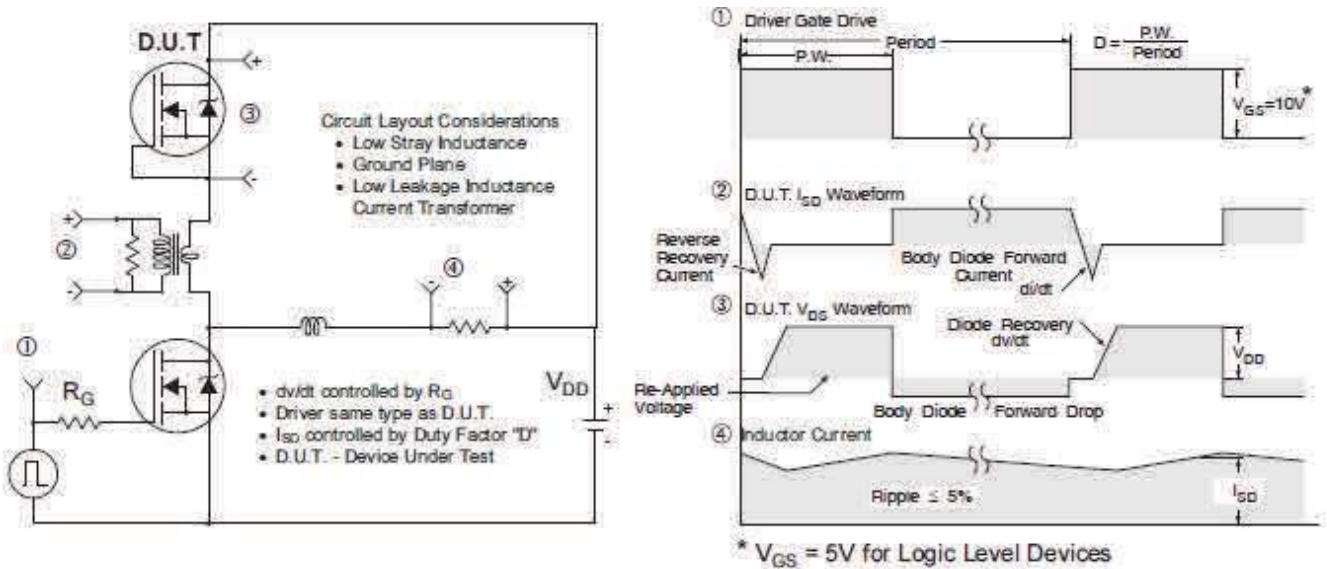 D.U.T
+
③
-
Circuit Layout Considerations
• Low Stray Inductance
• Ground Plane
• Low Leakage Inductance
Current Transformer
+
②
-
④
-
+
①
RG
VDD
+
-
• dv/dt controlled by RG
• Driver same type as D.U.T.
• ISD controlled by Duty Factor "D"
• D.U.T. - Device Under Test
① Driver Gate Drive
Period
P.W.
D = P.W.
Period
VGS=10V*
② D.U.T. ISD Waveform
Reverse
Recovery
Current
Body Diode Forward
Current
di/dt
③ D.U.T. VDS Waveform
Diode Recovery
dv/dt
VDD
Re-Applied
Voltage
Body Diode Forward Drop
④ Inductor Current
Ripple ≤ 5%
ISD
* VGS = 5V for Logic Level Devices